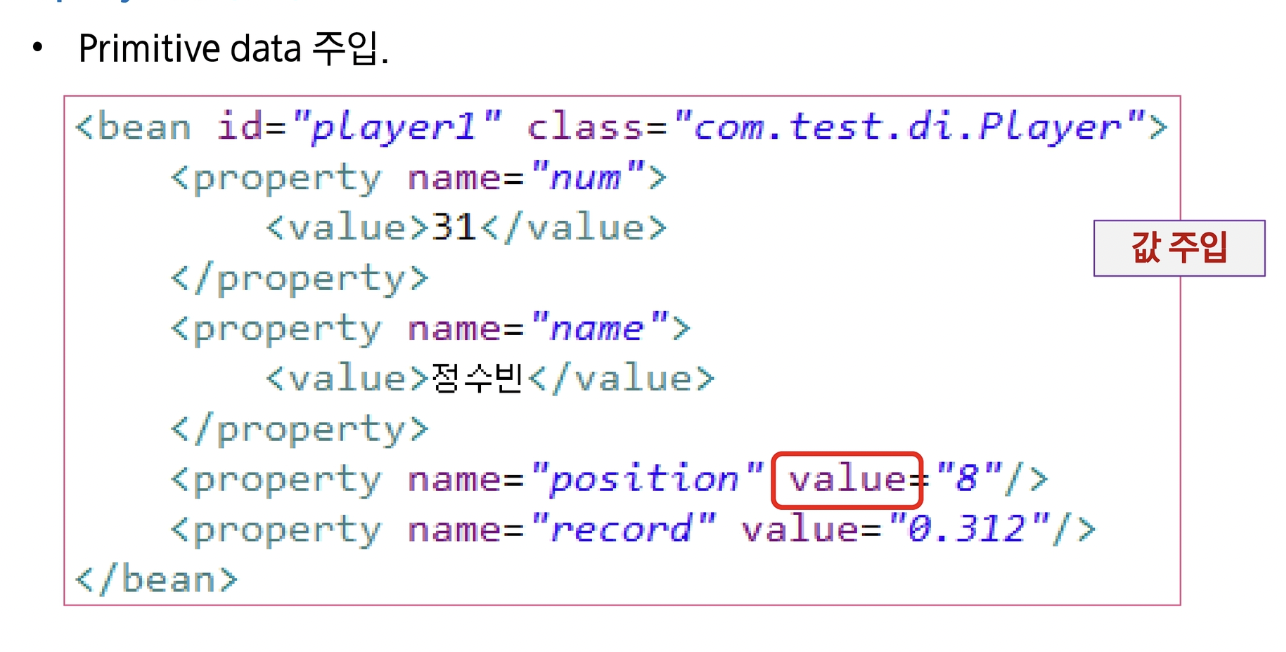 • Primitive data 주입.
<bean id="player1" class="com.test.di.Player">
<property name="num">
<value>31</value>
</property>
값 주입
<property name="name">
<value>정수빈</value>
</property>
<property name="position" value="8"/>
<property name="record" value="0.312"/>
</bean>